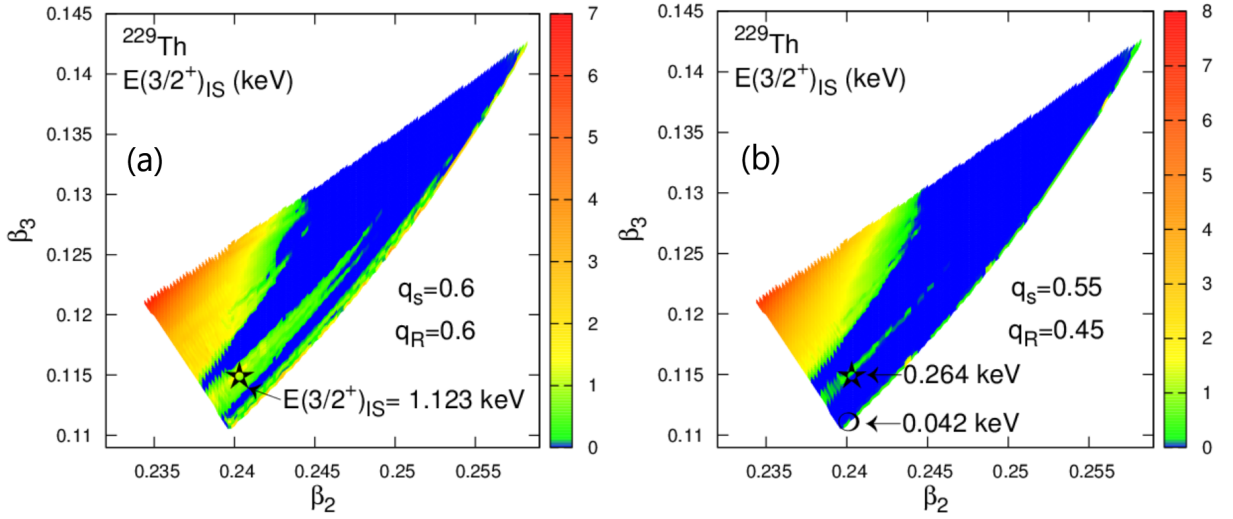 0.145
0.14
0.135
0.13
0.125
0.12
0.115
0.11
β3
0.235
0.24
0.245
0.25
0.255
β2
229Th
E(3/2+)IS (keV)
(a)
qs=0.6
qR=0.6
E(3/2+)IS= 1.123 keV
7
6
5
4
3
2
1
0
0.145
0.14
0.135
0.13
0.125
0.12
0.115
0.11
β3
0.235
0.24
0.245
0.25
0.255
β2
229Th
E(3/2+)IS (keV)
(b)
qs=0.55
qR=0.45
0.264 keV
0.042 keV
8
7
6
5
4
3
2
1
0